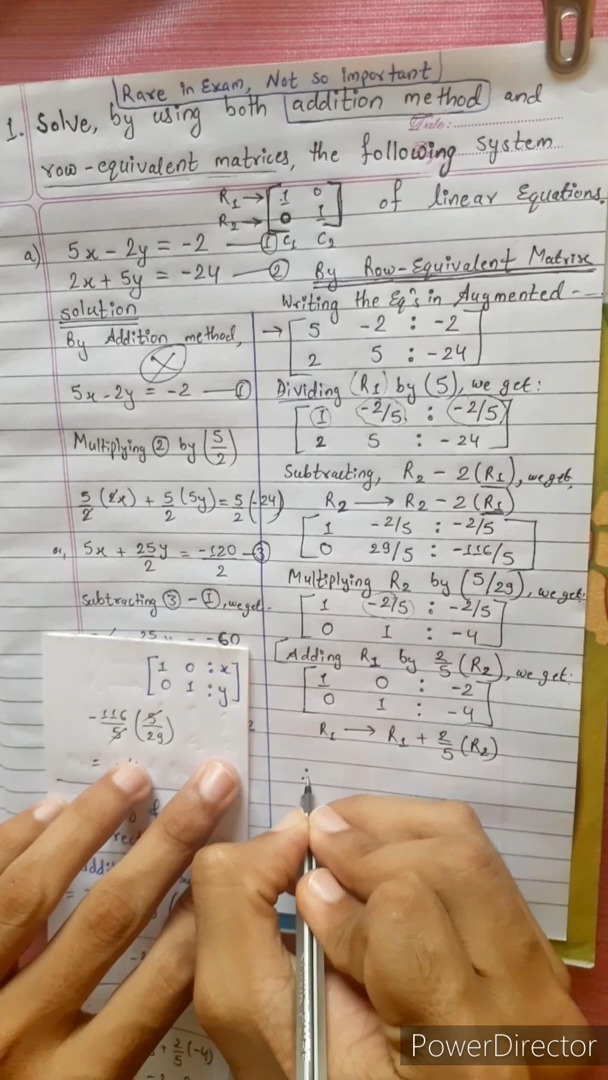 Rare in Exam, Not so important
1. Solve, by using both addition method and
Date:
row-equivalent matrices, the following system
R₁ → [1 0
R₂ → 0 1] of linear Equations.
C₁ C₂
a) 5x - 2y = -2 — ①
2x + 5y = -24 — ②
solution
By Addition method,
5x - 2y = -2 — ①
Multiplying ② by (5/2)
5/2 (2x) + 5/2 (5y) = 5/2 (-24)
or, 5x + 25y/2 = -120/2 — ③
subtracting ③ - ①, we get.
-60
[1 0 : x
0 1 : y]
-116/5 (5/29)
=
By Row-Equivalent Matrix
Writing the Eqⁿs in Augmented -
→ [5 -2 : -2
2 5 : -24]
Dividing (R₁) by (5), we get:
[1 -2/5 : -2/5
2 5 : -24]
Subtracting, R₂ - 2(R₁), we get,
R₂ → R₂ - 2(R₁)
[1 -2/5 : -2/5
0 29/5 : -116/5]
Multiplying R₂ by (5/29), we get:
[1 -2/5 : -2/5
0 1 : -4]
[Adding R₁ by 2/5 (R₂), we get:
[1 0 : -2
0 1 : -4]
R₁ → R₁ + 2/5 (R₂)
+ 2/5 (-4)
PowerDirector